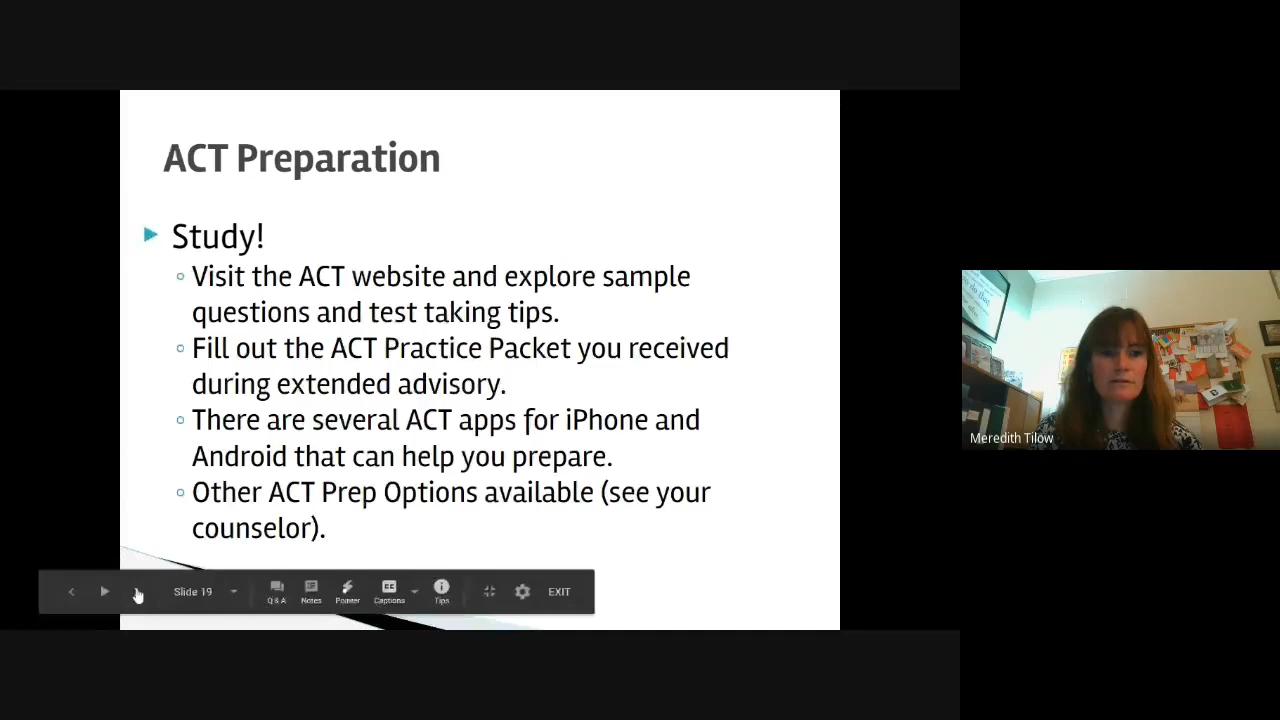 ACT Preparation
Study!
Visit the ACT website and explore sample
questions and test taking tips.
Fill out the ACT Practice Packet you received
during extended advisory.
There are several ACT apps for iPhone and
Android that can help you prepare.
Other ACT Prep Options available (see your
counselor).
Slide 19
Q & A
Notes
Pointer
Captions
Tips
EXIT
Meredith Tilow